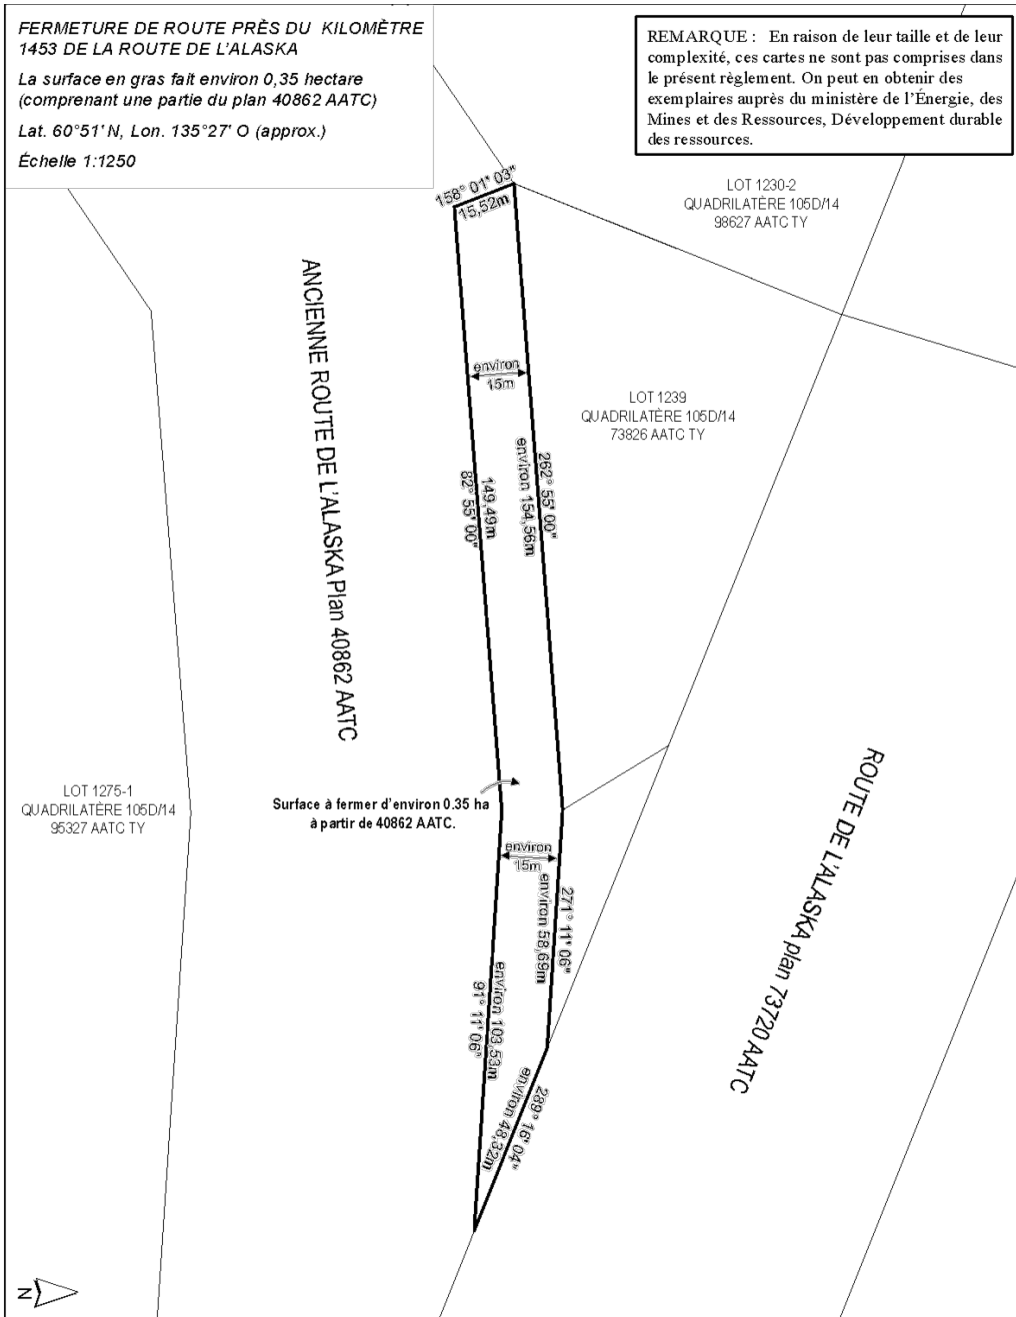 FERMETURE DE ROUTE PRÈS DU KILOMÈTRE
1453 DE LA ROUTE DE L'ALASKA
La surface en gras fait environ 0,35 hectare
(comprenant une partie du plan 40862 AATC)
Lat. 60°51' N, Lon. 135°27' O (approx.)
Échelle 1:1250
REMARQUE : En raison de leur taille et de leur
complexité, ces cartes ne sont pas comprises dans
le présent règlement. On peut en obtenir des
exemplaires auprès du ministère de l'Énergie, des
Mines et des Ressources, Développement durable
des ressources.
158° 01' 03"
15,52m
LOT 1230-2
QUADRILATÈRE 105D/14
98627 AATC TY
ANCIENNE ROUTE DE L'ALASKA Plan 40862 AATC
environ
15m
LOT 1239
QUADRILATÈRE 105D/14
73826 AATC TY
149,49m
82° 55' 00"
262° 55' 00"
environ 154,56m
LOT 1275-1
QUADRILATÈRE 105D/14
95327 AATC TY
Surface à fermer d'environ 0.35 ha
à partir de 40862 AATC.
ROUTE DE L'ALASKA plan 73720 AATC
environ
15m
271° 11' 06"
environ 58,69m
environ 103,53m
91° 11' 06"
289° 16' 04"
environ 48,32m
N